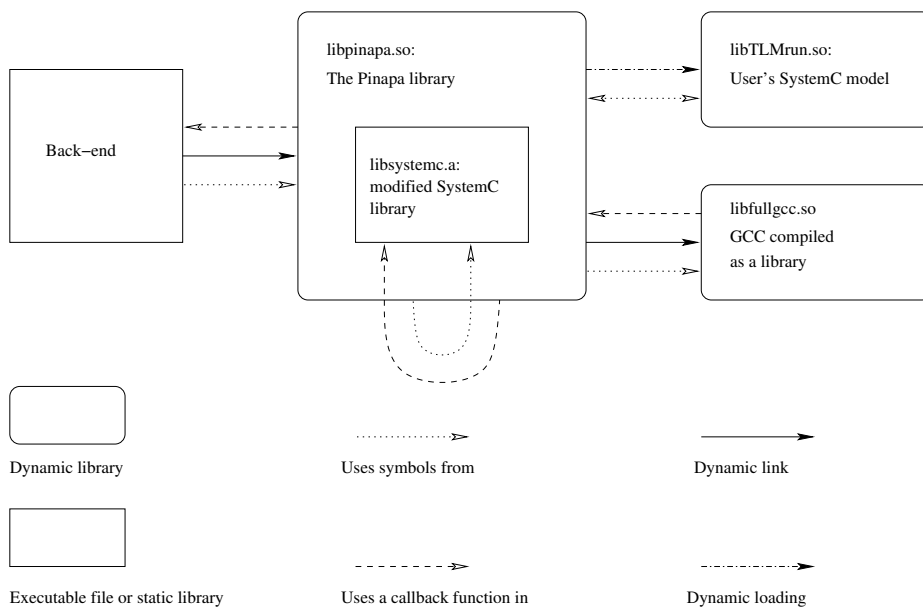 libpinapa.so:
The Pinapa library
libTLMrun.so:
User's SystemC model
Back−end
libsystemc.a:
modified SystemC
library
libfullgcc.so
GCC compiled
as a library
Dynamic library
Uses symbols from
Dynamic link
Executable file or static library
Uses a callback function in
Dynamic loading